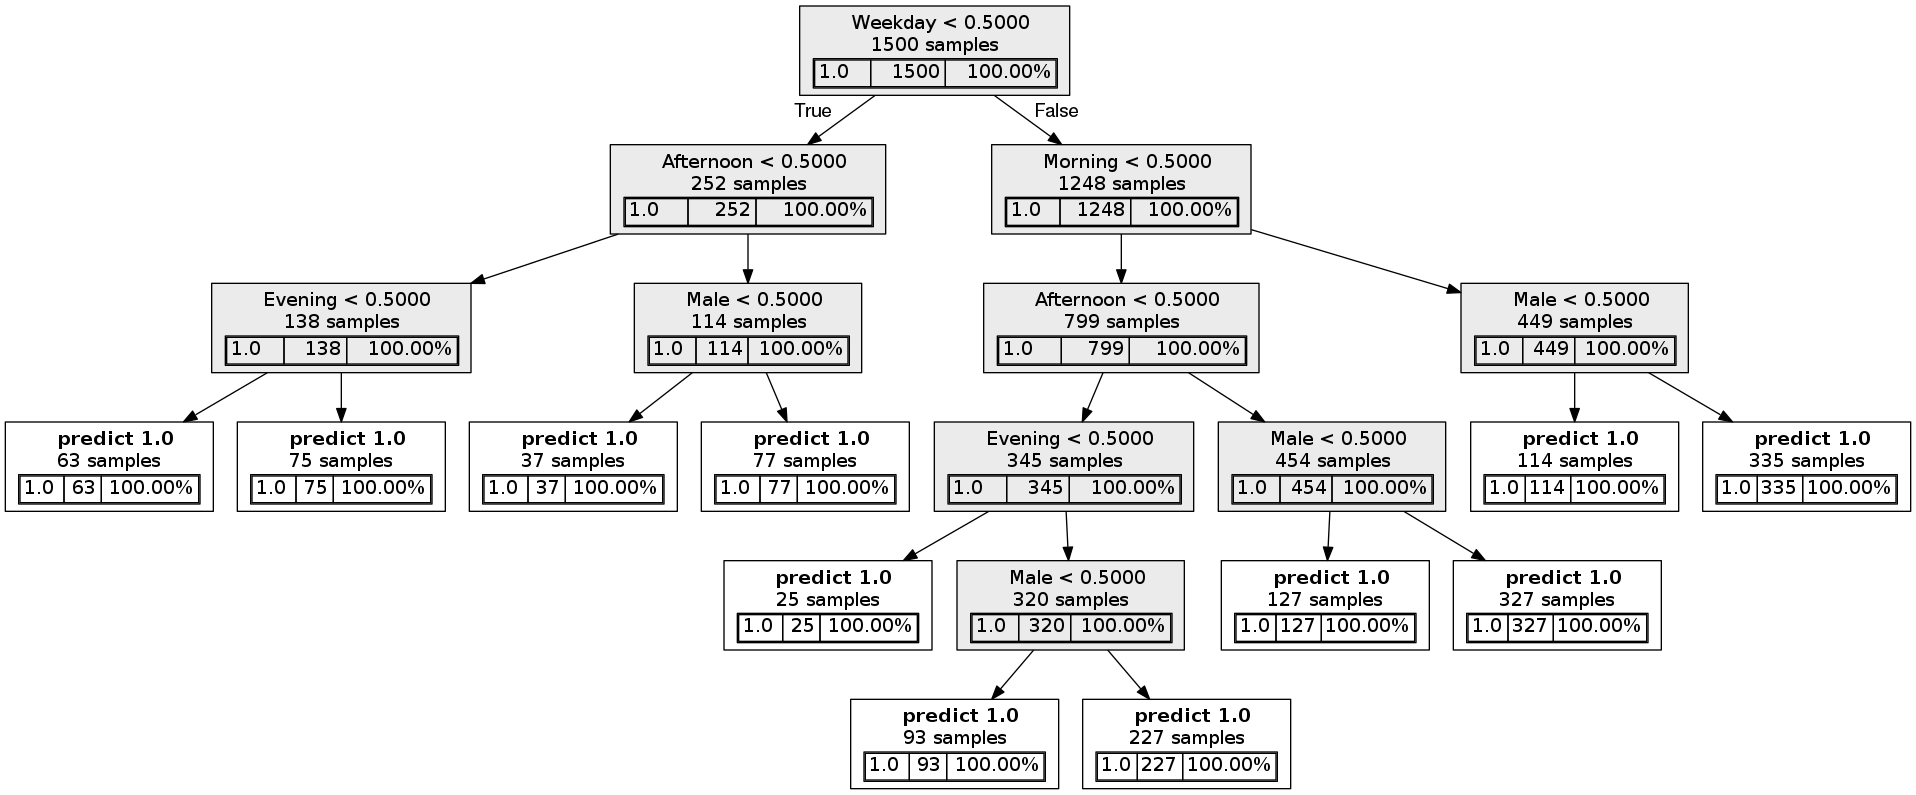 Weekday < 0.5000
1500 samples
1.0 1500 100.00%
True
False
Afternoon < 0.5000
252 samples
1.0 252 100.00%
Morning < 0.5000
1248 samples
1.0 1248 100.00%
Evening < 0.5000
138 samples
1.0 138 100.00%
Male < 0.5000
114 samples
1.0 114 100.00%
Afternoon < 0.5000
799 samples
1.0 799 100.00%
Male < 0.5000
449 samples
1.0 449 100.00%
predict 1.0
63 samples
1.0 63 100.00%
predict 1.0
75 samples
1.0 75 100.00%
predict 1.0
37 samples
1.0 37 100.00%
predict 1.0
77 samples
1.0 77 100.00%
Evening < 0.5000
345 samples
1.0 345 100.00%
Male < 0.5000
454 samples
1.0 454 100.00%
predict 1.0
114 samples
1.0 114 100.00%
predict 1.0
335 samples
1.0 335 100.00%
predict 1.0
25 samples
1.0 25 100.00%
Male < 0.5000
320 samples
1.0 320 100.00%
predict 1.0
127 samples
1.0 127 100.00%
predict 1.0
327 samples
1.0 327 100.00%
predict 1.0
93 samples
1.0 93 100.00%
predict 1.0
227 samples
1.0 227 100.00%